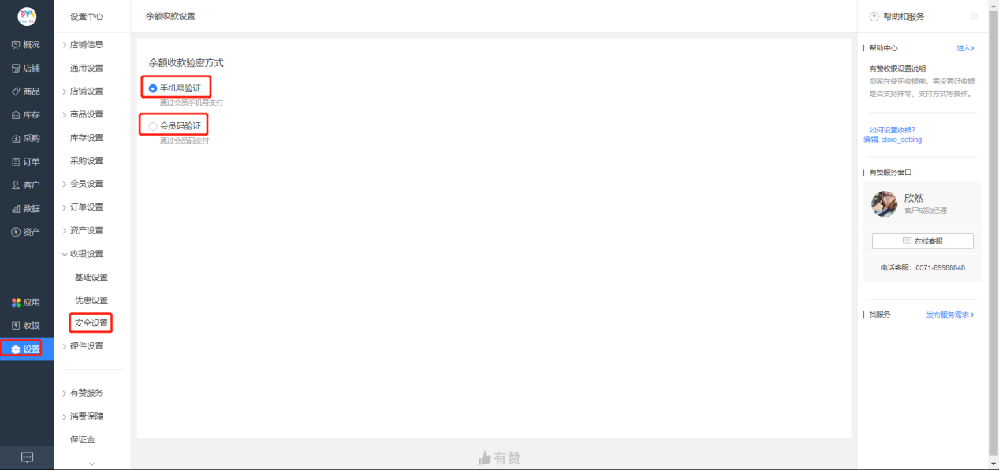 概况
店铺
商品
库存
采购
订单
客户
数据
资产
应用
收银
设置
设置中心
店铺信息
通用设置
店铺设置
商品设置
库存设置
采购设置
会员设置
订单设置
资产设置
收银设置
基础设置
优惠设置
安全设置
硬件设置
有赞服务
消费保障
保证金
余额收款设置
余额收款验密方式
手机号验证
通过会员手机号支付
会员码验证
通过会员码支付
有赞
帮助和服务
帮助中心 进入
有赞收银设置说明
商家在使用收银前，需设置好收银
是否支持抹零、支付方式等操作。
如何设置收银?
编辑: store_setting
有赞服务窗口
欣然
客户成功经理
在线客服
电话客服：0571-89988848
找服务 发布服务需求